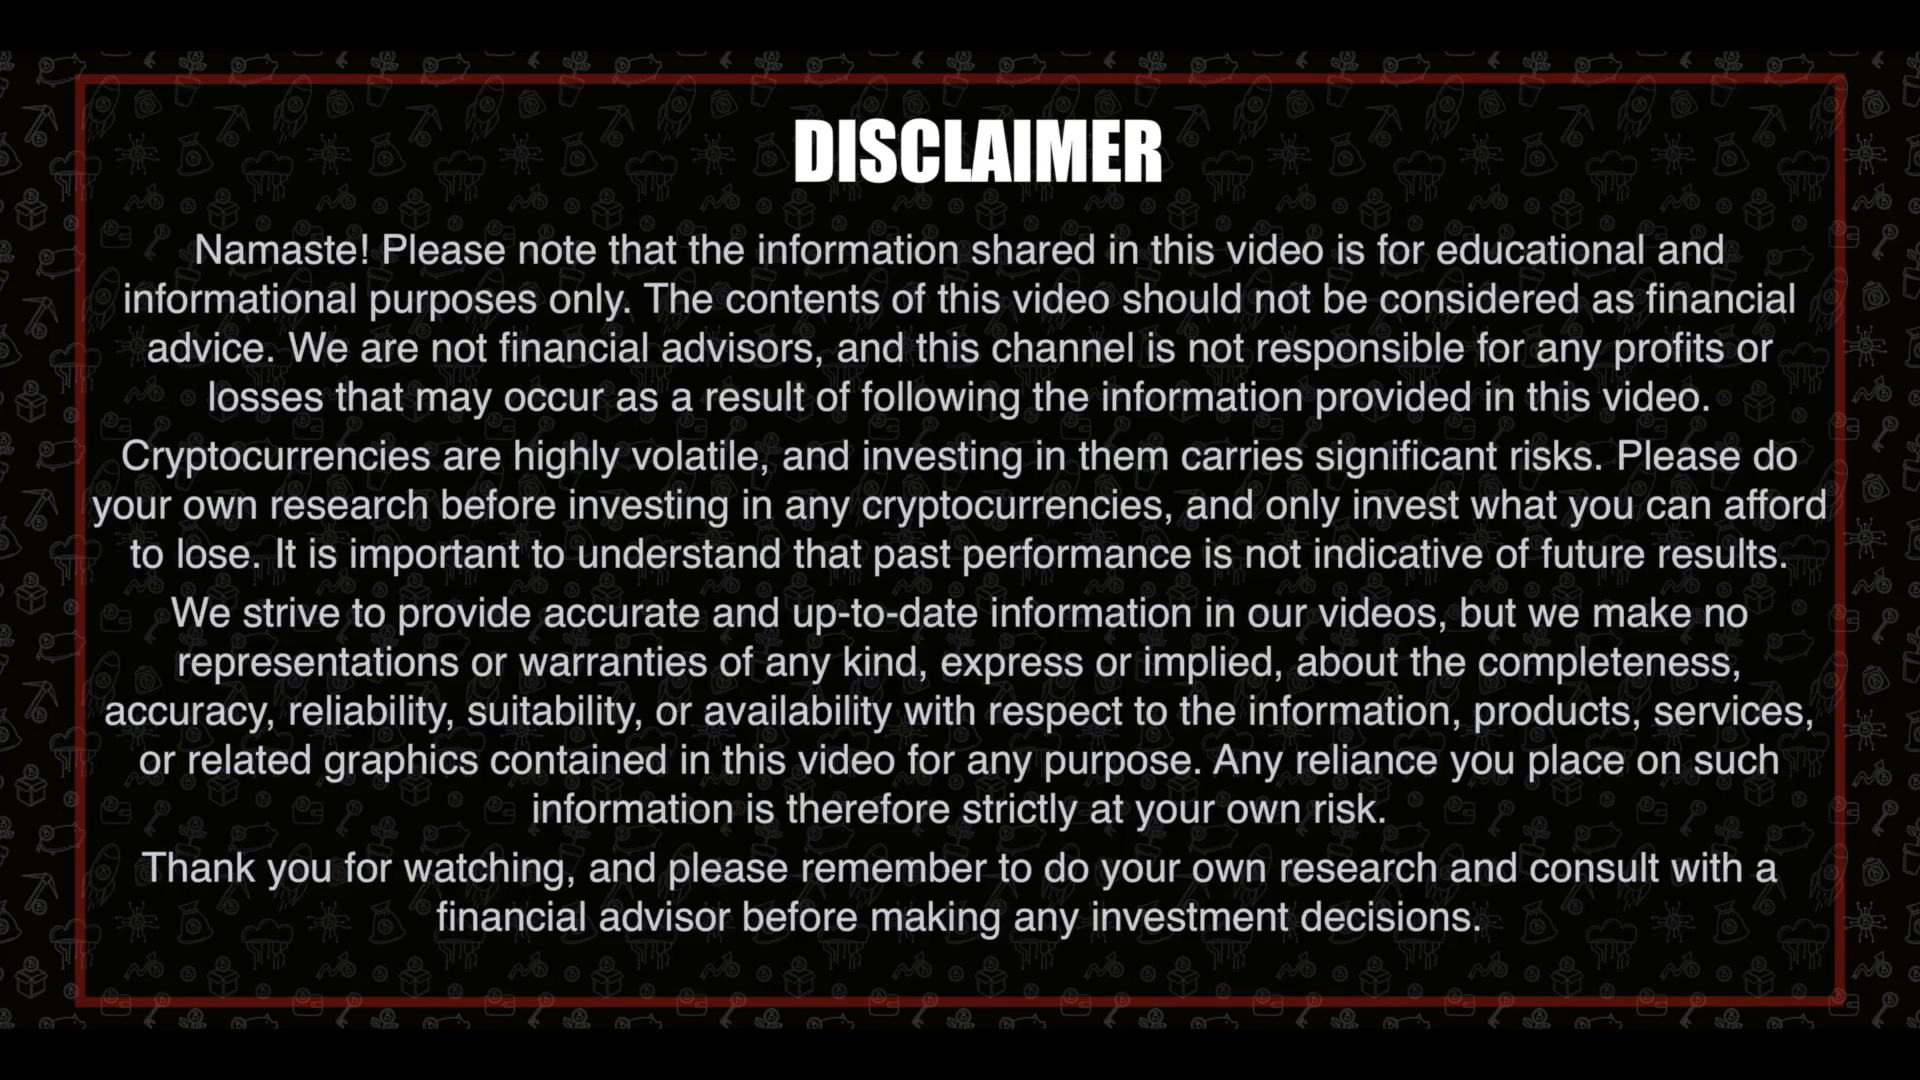 DISCLAIMER
Namaste! Please note that the information shared in this video is for educational and
informational purposes only. The contents of this video should not be considered as financial
advice. We are not financial advisors, and this channel is not responsible for any profits or
losses that may occur as a result of following the information provided in this video.
Cryptocurrencies are highly volatile, and investing in them carries significant risks. Please do
your own research before investing in any cryptocurrencies, and only invest what you can afford
to lose. It is important to understand that past performance is not indicative of future results.
We strive to provide accurate and up-to-date information in our videos, but we make no
representations or warranties of any kind, express or implied, about the completeness,
accuracy, reliability, suitability, or availability with respect to the information, products, services,
or related graphics contained in this video for any purpose. Any reliance you place on such
information is therefore strictly at your own risk.
Thank you for watching, and please remember to do your own research and consult with a
financial advisor before making any investment decisions.